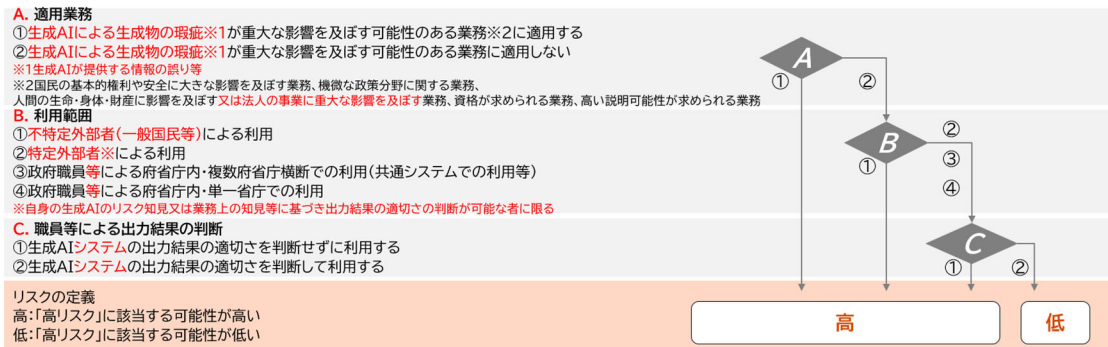 A. 適用業務
①生成AIによる生成物の瑕疵※1が重大な影響を及ぼす可能性のある業務※2に適用する
②生成AIによる生成物の瑕疵※1が重大な影響を及ぼす可能性のある業務に適用しない
※1生成AIが提供する情報の誤り等
※2国民の基本的権利や安全に大きな影響を及ぼす業務、機微な政策分野に関する業務、
人間の生命・身体・財産に影響を及ぼす又は法人の事業に重大な影響を及ぼす業務、資格が求められる業務、高い説明可能性が求められる業務
A
①
②
B. 利用範囲
①不特定外部者(一般国民等)による利用
②特定外部者※による利用
③政府職員等による府省庁内・複数府省庁横断での利用(共通システムでの利用等)
④政府職員等による府省庁内・単一省庁での利用
※自身の生成AIのリスク知見又は業務上の知見等に基づき出力結果の適切さの判断が可能な者に限る
B
①
②
③
④
C. 職員等による出力結果の判断
①生成AIシステムの出力結果の適切さを判断せずに利用する
②生成AIシステムの出力結果の適切さを判断して利用する
C
①
②
リスクの定義
高:「高リスク」に該当する可能性が高い
低:「高リスク」に該当する可能性が低い
高
低